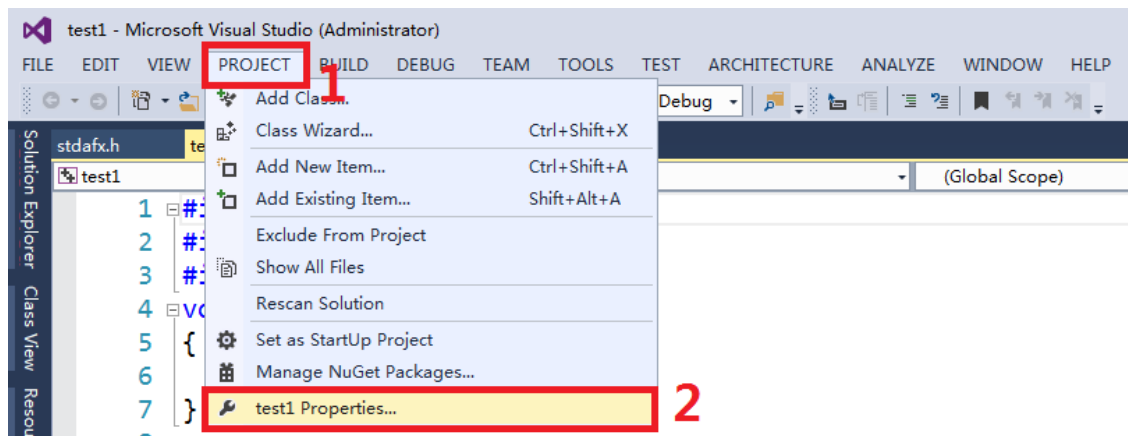 test1 - Microsoft Visual Studio (Administrator)
FILE EDIT VIEW PROJECT BUILD DEBUG TEAM TOOLS TEST ARCHITECTURE ANALYZE WINDOW HELP
1
Add Class...
Debug
Class Wizard... Ctrl+Shift+X
stdafx.h te
Add New Item... Ctrl+Shift+A
test1 (Global Scope)
Add Existing Item... Shift+Alt+A
1 #i
Exclude From Project
2 #i
Show All Files
3 #i
Rescan Solution
4 vo
Set as StartUp Project
5 {
Manage NuGet Packages...
6
test1 Properties... 2
7 }
Solution Explorer
Class View
Resou